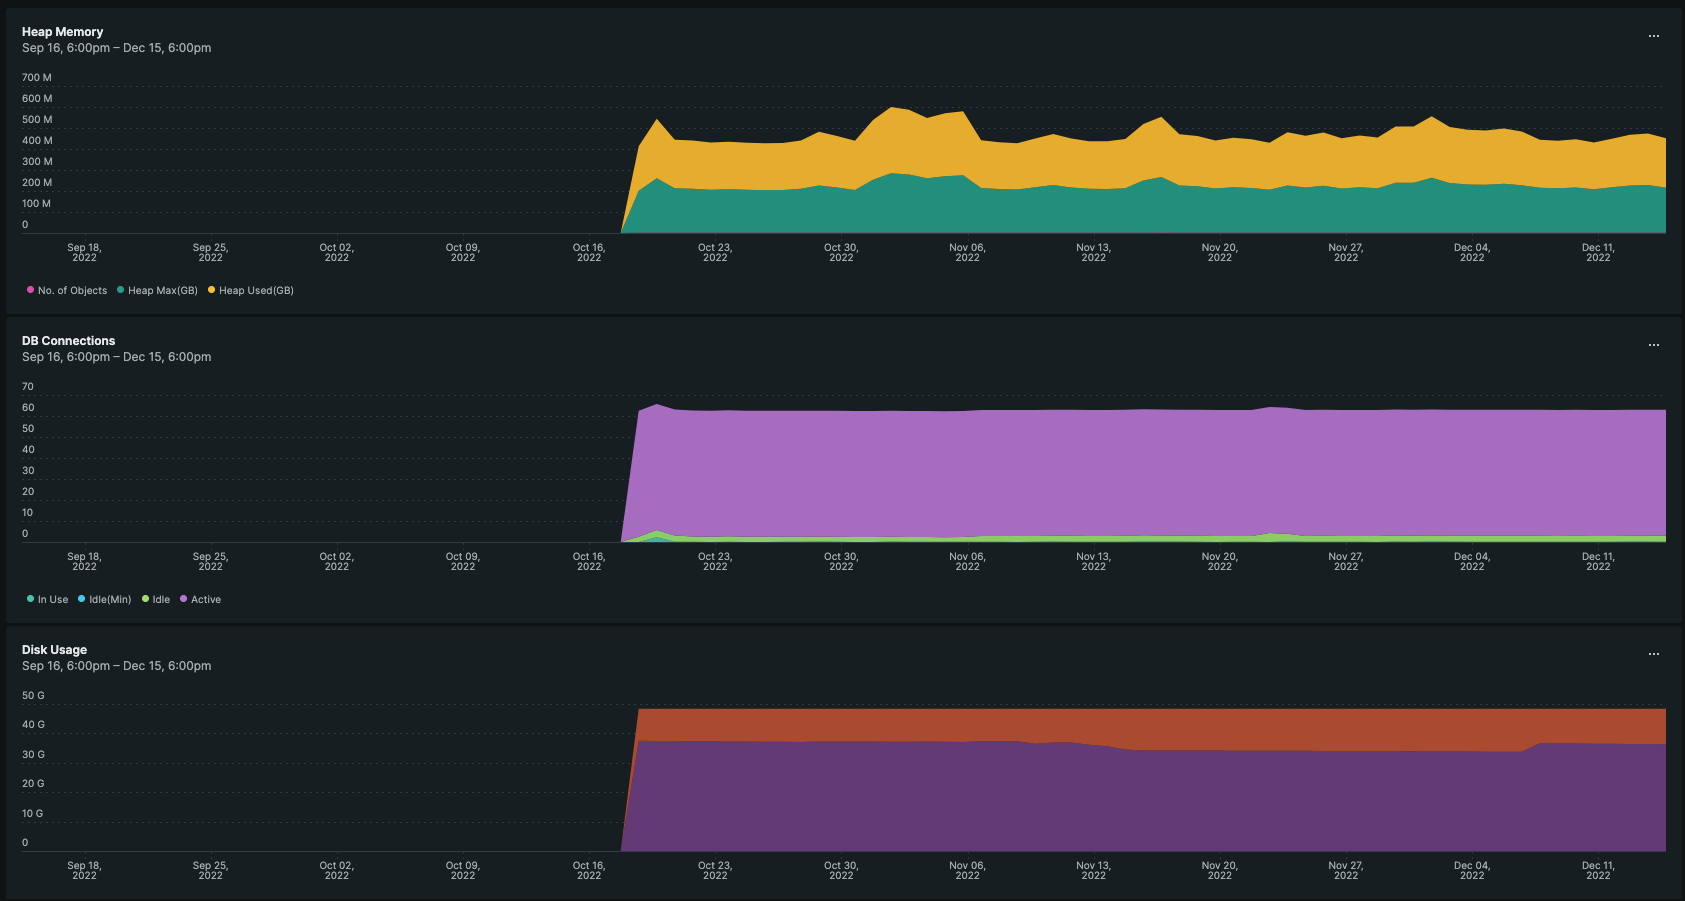 Heap Memory
Sep 16, 6:00pm – Dec 15, 6:00pm
...
700 M
600 M
500 M
400 M
300 M
200 M
100 M
0
Sep 18, Sep 25, Oct 02, Oct 09, Oct 16, Oct 23, Oct 30, Nov 06, Nov 13, Nov 20, Nov 27, Dec 04, Dec 11,
2022 2022 2022 2022 2022 2022 2022 2022 2022 2022 2022 2022 2022
No. of Objects Heap Max(GB) Heap Used(GB)
DB Connections
Sep 16, 6:00pm – Dec 15, 6:00pm
...
70
60
50
40
30
20
10
0
Sep 18, Sep 25, Oct 02, Oct 09, Oct 16, Oct 23, Oct 30, Nov 06, Nov 13, Nov 20, Nov 27, Dec 04, Dec 11,
2022 2022 2022 2022 2022 2022 2022 2022 2022 2022 2022 2022 2022
In Use Idle(Min) Idle Active
Disk Usage
Sep 16, 6:00pm – Dec 15, 6:00pm
...
50 G
40 G
30 G
20 G
10 G
0
Sep 18, Sep 25, Oct 02, Oct 09, Oct 16, Oct 23, Oct 30, Nov 06, Nov 13, Nov 20, Nov 27, Dec 04, Dec 11,
2022 2022 2022 2022 2022 2022 2022 2022 2022 2022 2022 2022 2022